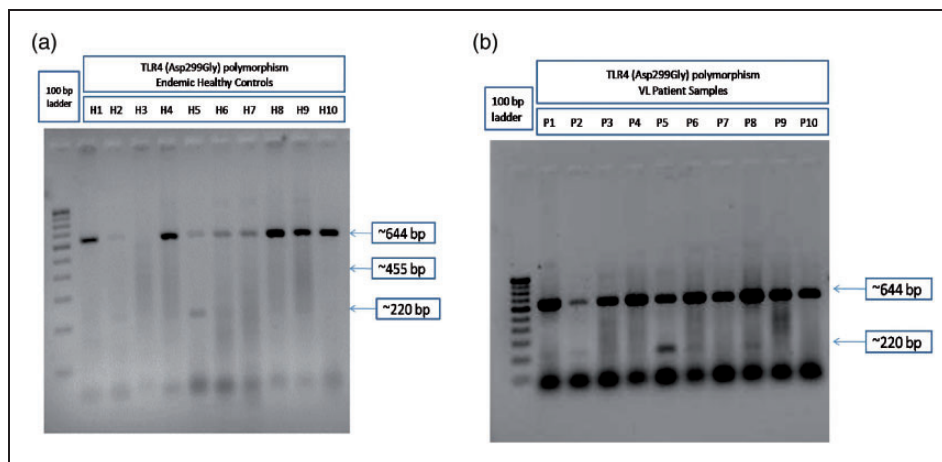 (a)
TLR4 (Asp299Gly) polymorphism
Endemic Healthy Controls
100 bp
ladder
H1 H2 H3 H4 H5 H6 H7 H8 H9 H10
~644 bp
~455 bp
~220 bp
(b)
TLR4 (Asp299Gly) polymorphism
VL Patient Samples
100 bp
ladder
P1 P2 P3 P4 P5 P6 P7 P8 P9 P10
~644 bp
~220 bp